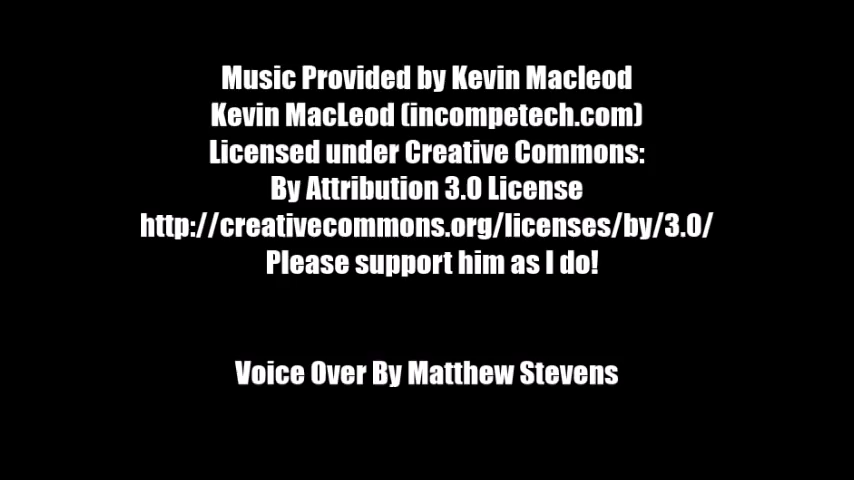 Music Provided by Kevin Macleod
Kevin MacLeod (incompetech.com)
Licensed under Creative Commons:
By Attribution 3.0 License
http://creativecommons.org/licenses/by/3.0/
Please support him as I do!
Voice Over By Matthew Stevens